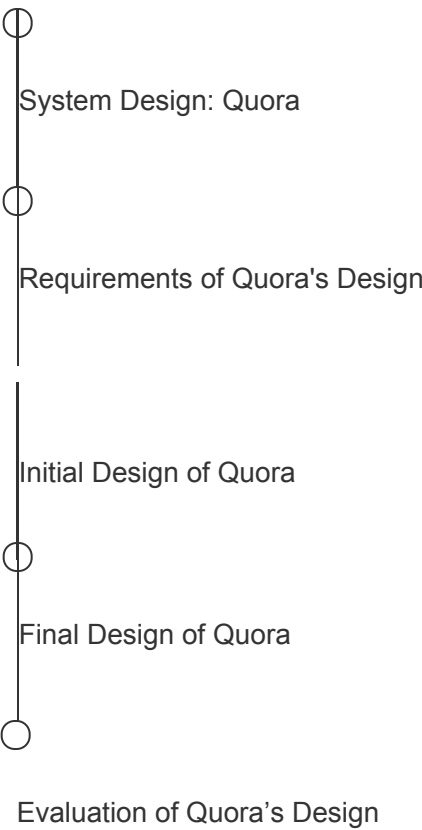 System Design: Quora
Requirements of Quora's Design
Initial Design of Quora
Final Design of Quora
Evaluation of Quora’s Design